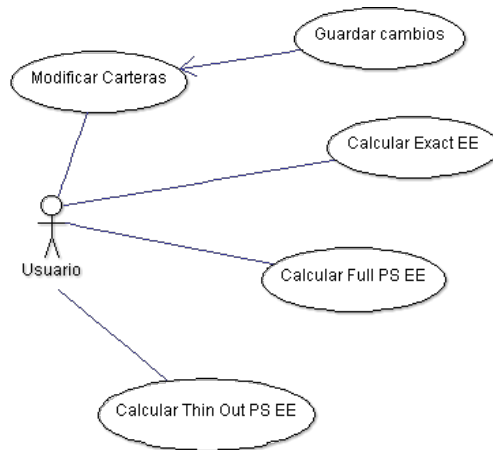 Guardar cambios
Modificar Carteras
Calcular Exact EE
Usuario
Calcular Full PS EE
Calcular Thin Out PS EE